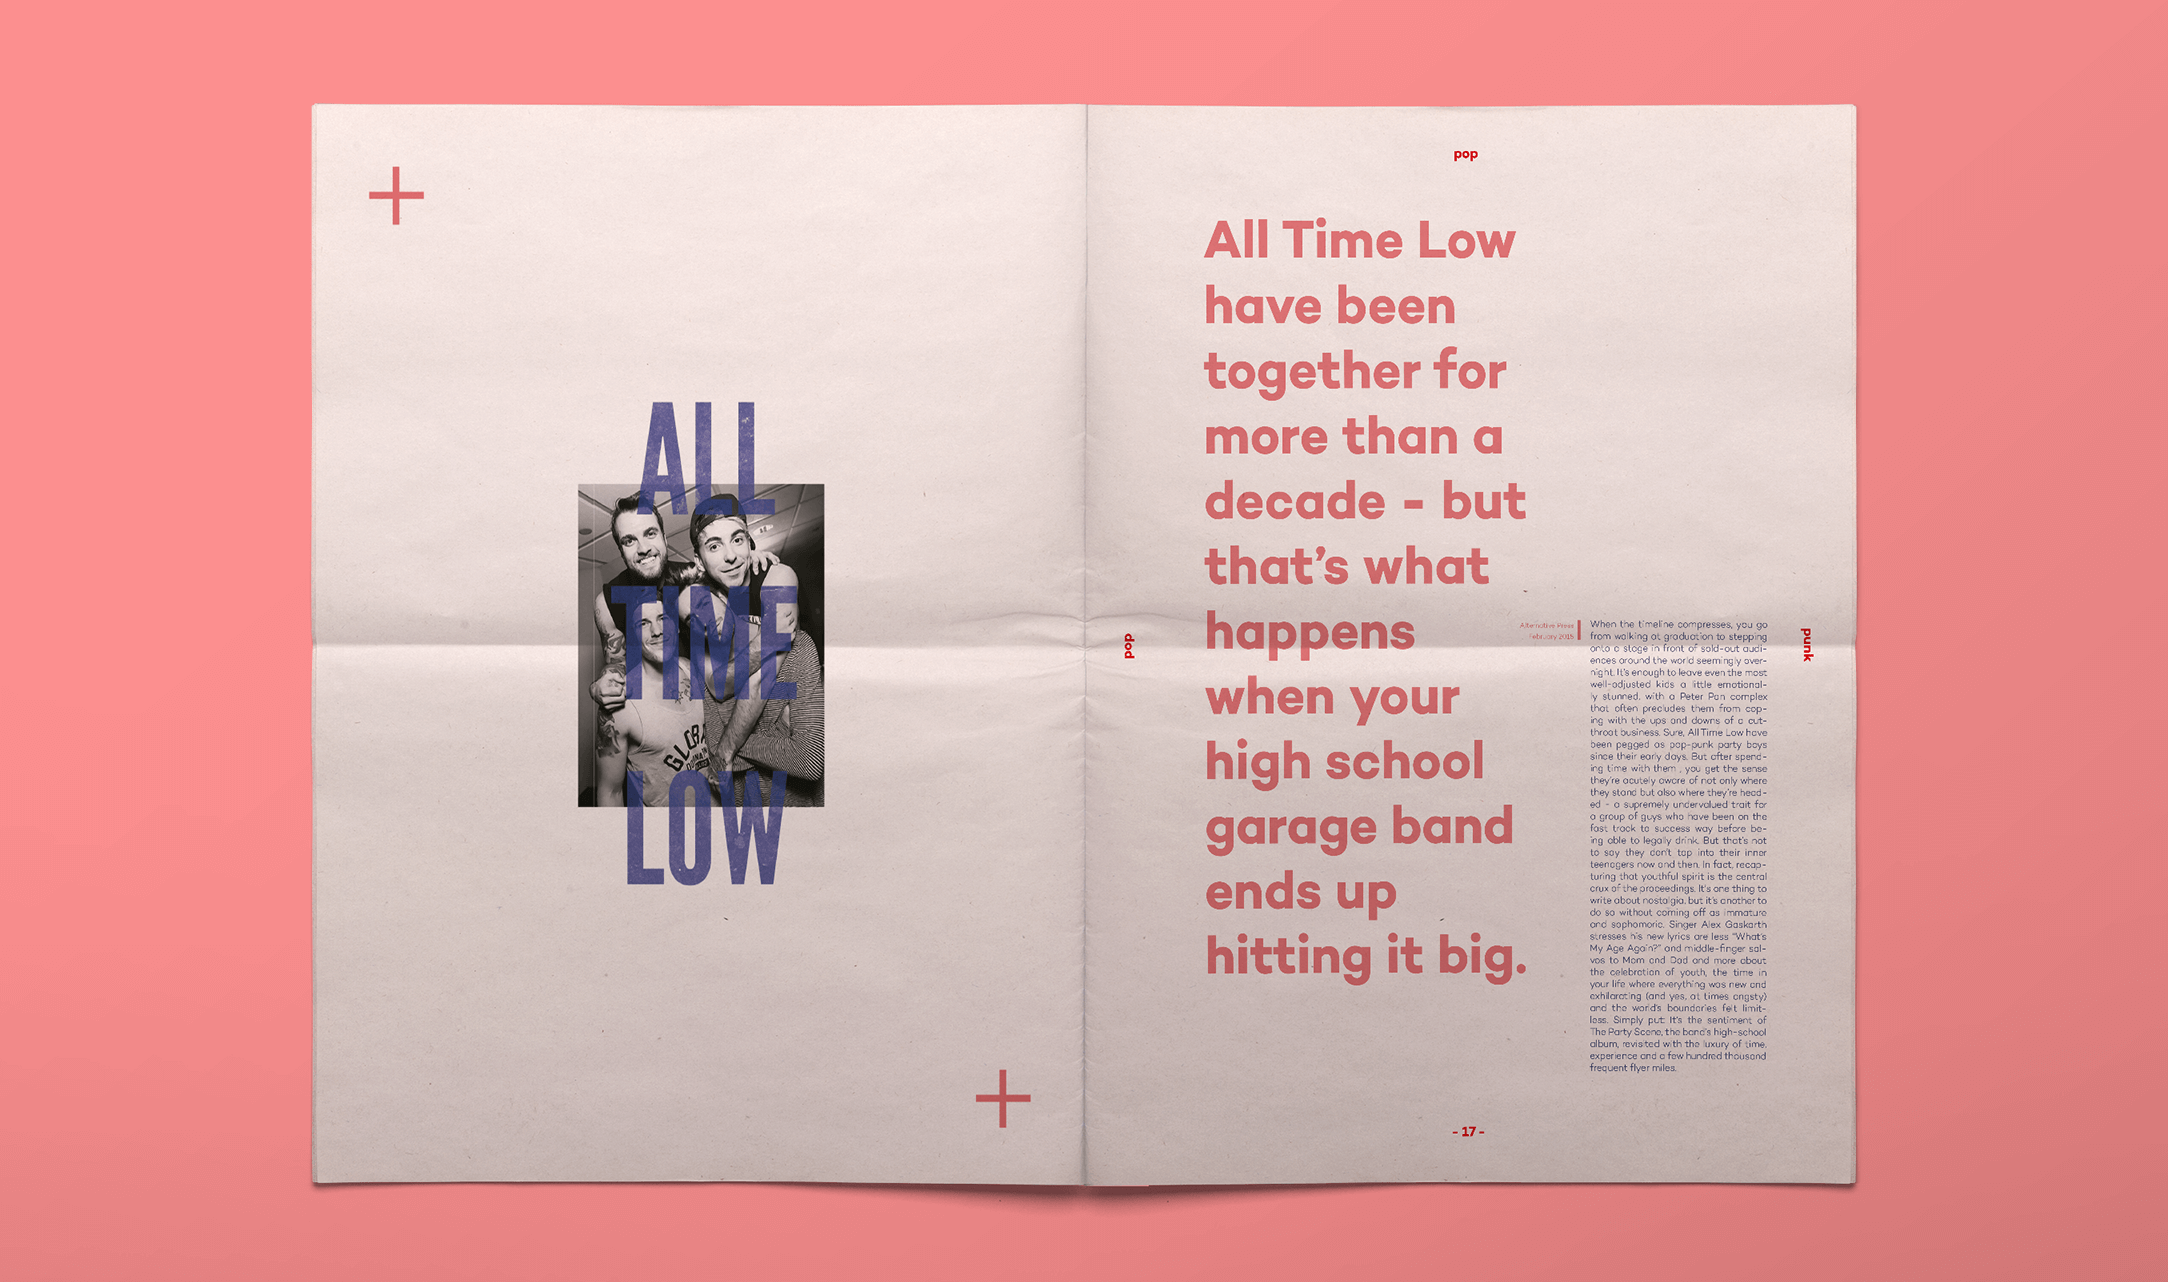 ALL
TIME
LOW
GLOBA
pop
All Time Low
have been
together for
more than a
decade - but
that's what
happens
when your
high school
garage band
ends up
hitting it big.
pop
Alternative Press
February 2015
When the timeline compresses, you go
from walking at graduation to stepping
onto a stage in front of sold-out audi-
ences around the world seemingly over-
night. It's enough to leave even the most
well-adjusted kids a little emotional-
ly stunned, with a Peter Pan complex
that often precludes them from cop-
ing with the ups and downs of a cut-
throat business. Sure, All Time Low have
been pegged as pop-punk party boys
since their early days. But after spend-
ing time with them , you get the sense
they're acutely aware of not only where
they stand but also where they're head-
ed - a supremely undervalued trait for
a group of guys who have been on the
fast track to success way before be-
ing able to legally drink. But that's not
to say they don't tap into their inner
teenagers now and then. In fact, recap-
turing that youthful spirit is the central
crux of the proceedings. It's one thing to
write about nostalgia, but it's another to
do so without coming off as immature
and sophomoric. Singer Alex Gaskarth
stresses his new lyrics are less "What's
My Age Again?" and middle-finger sal-
vos to Mom and Dad and more about
the celebration of youth, the time in
your life where everything was new and
exhilarating (and yes, at times angsty)
and the world's boundaries felt limit-
less. Simply put: It's the sentiment of
The Party Scene, the band's high-school
album, revisited with the luxury of time,
experience and a few hundred thousand
frequent flyer miles.
punk
- 17 -